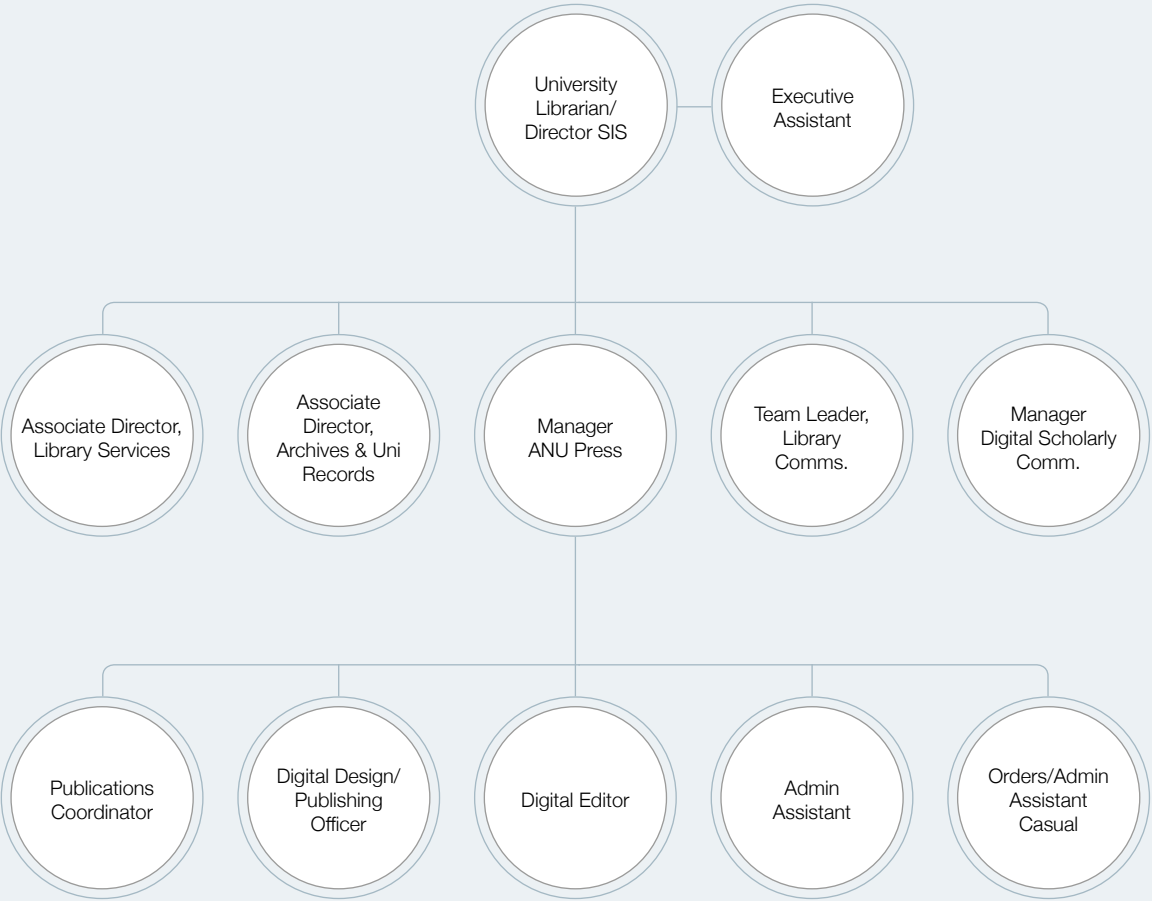 University
Librarian/
Director SIS
Executive
Assistant
Associate Director,
Library Services
Associate
Director,
Archives & Uni
Records
Manager
ANU Press
Team Leader,
Library
Comms.
Manager
Digital Scholarly
Comm.
Publications
Coordinator
Digital Design/
Publishing
Officer
Digital Editor
Admin
Assistant
Orders/Admin
Assistant
Casual